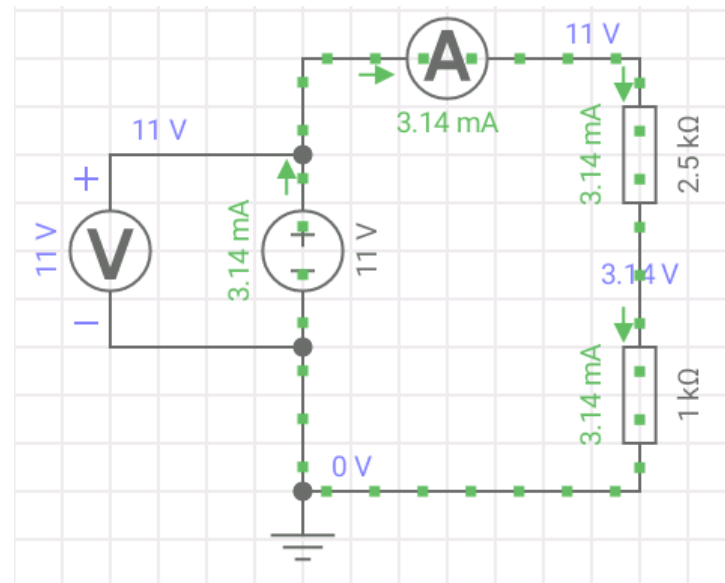 11 V
A
3.14 mA
11 V
+
11 V
V
−
3.14 mA
11 V
3.14 mA
2.5 kΩ
3.14 V
3.14 mA
1 kΩ
0 V